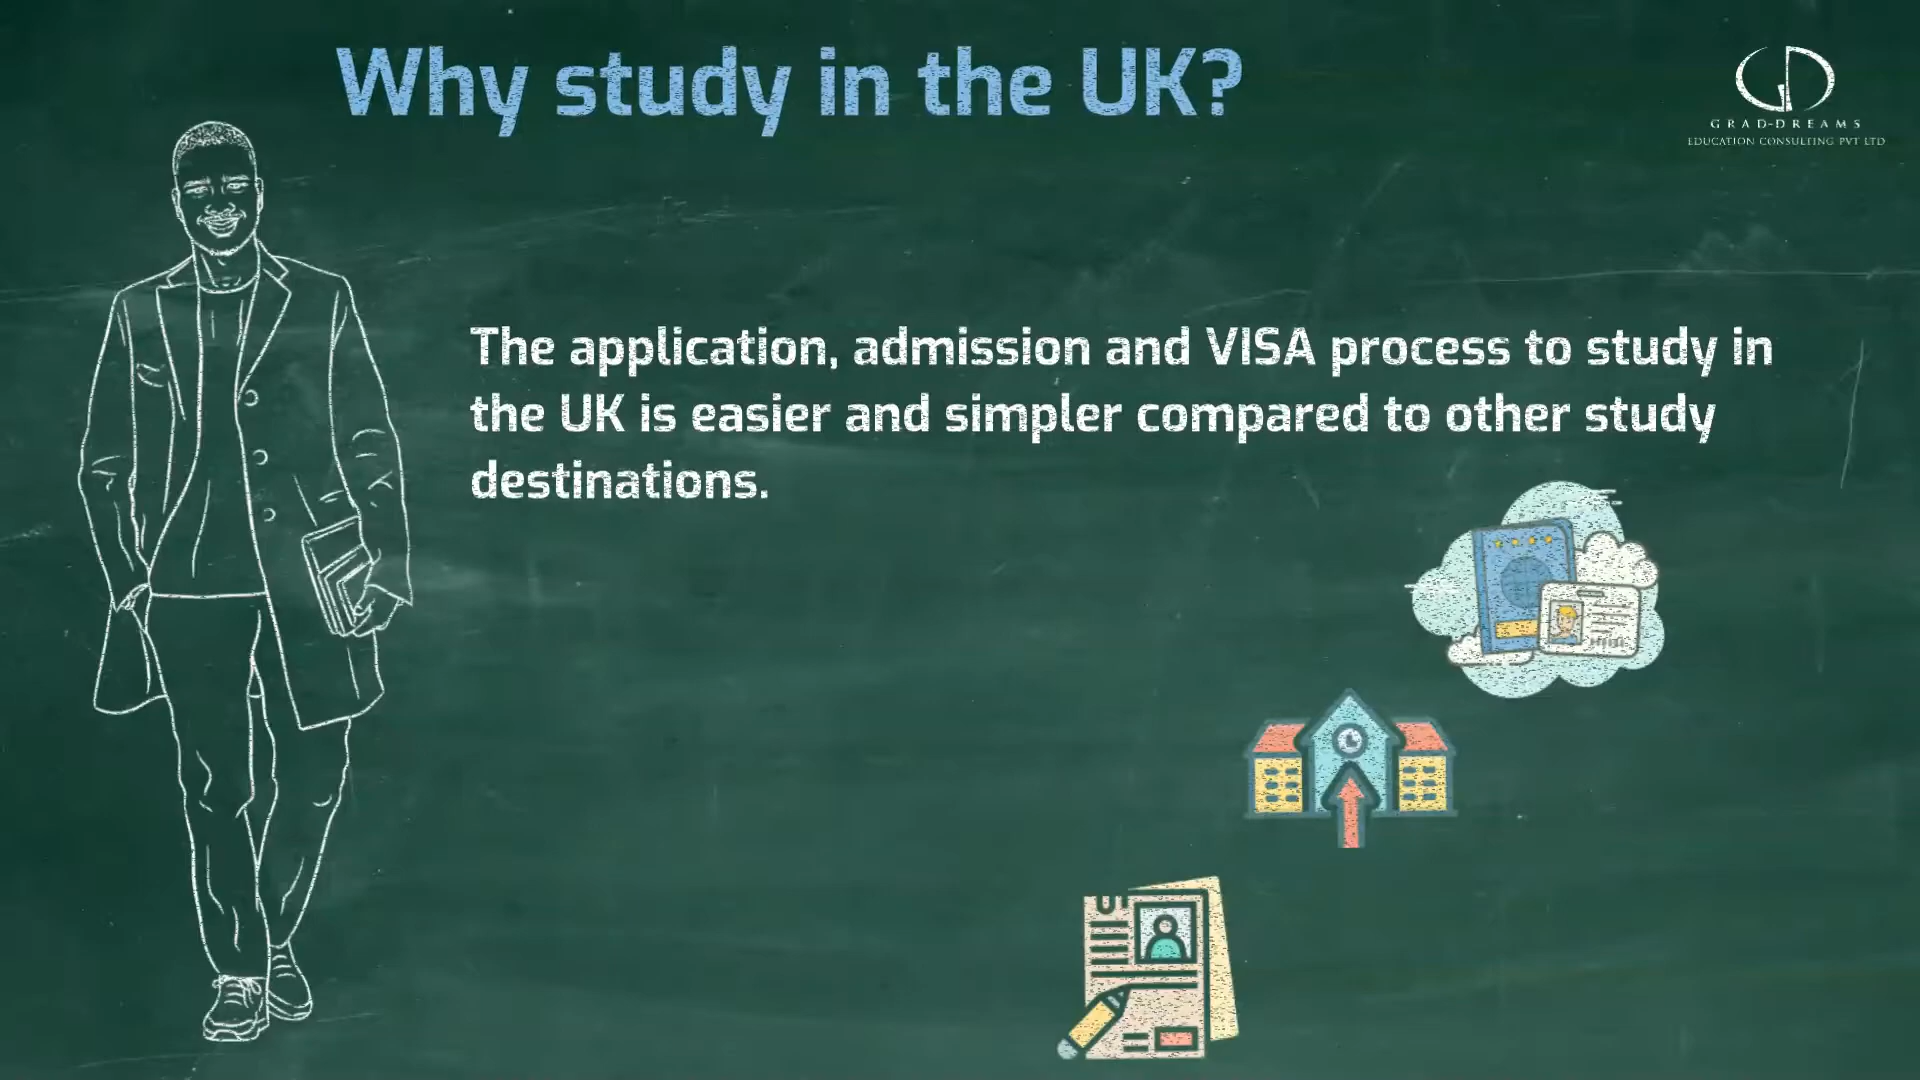 Why study in the UK?
GRAD-DREAMS
EDUCATION CONSULTING PVT LTD
The application, admission and VISA process to study in
the UK is easier and simpler compared to other study
destinations.